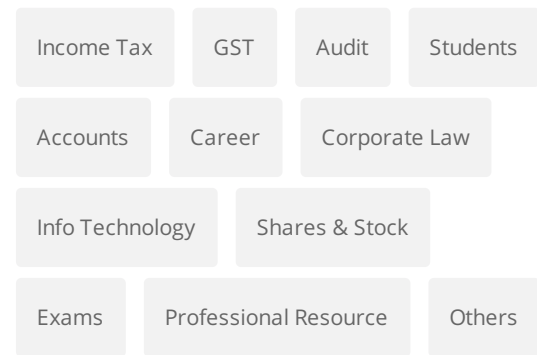 Income Tax GST Audit Students
Accounts Career Corporate Law
Info Technology Shares & Stock
Exams Professional Resource Others